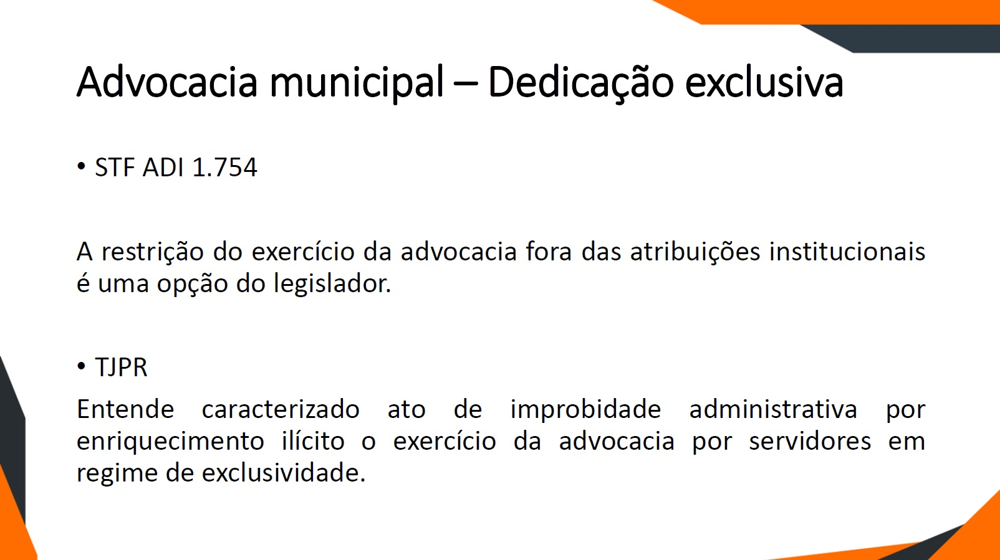 Advocacia municipal – Dedicação exclusiva
• STF ADI 1.754
A restrição do exercício da advocacia fora das atribuições institucionais
é uma opção do legislador.
• TJPR
Entende caracterizado ato de improbidade administrativa por
enriquecimento ilícito o exercício da advocacia por servidores em
regime de exclusividade.